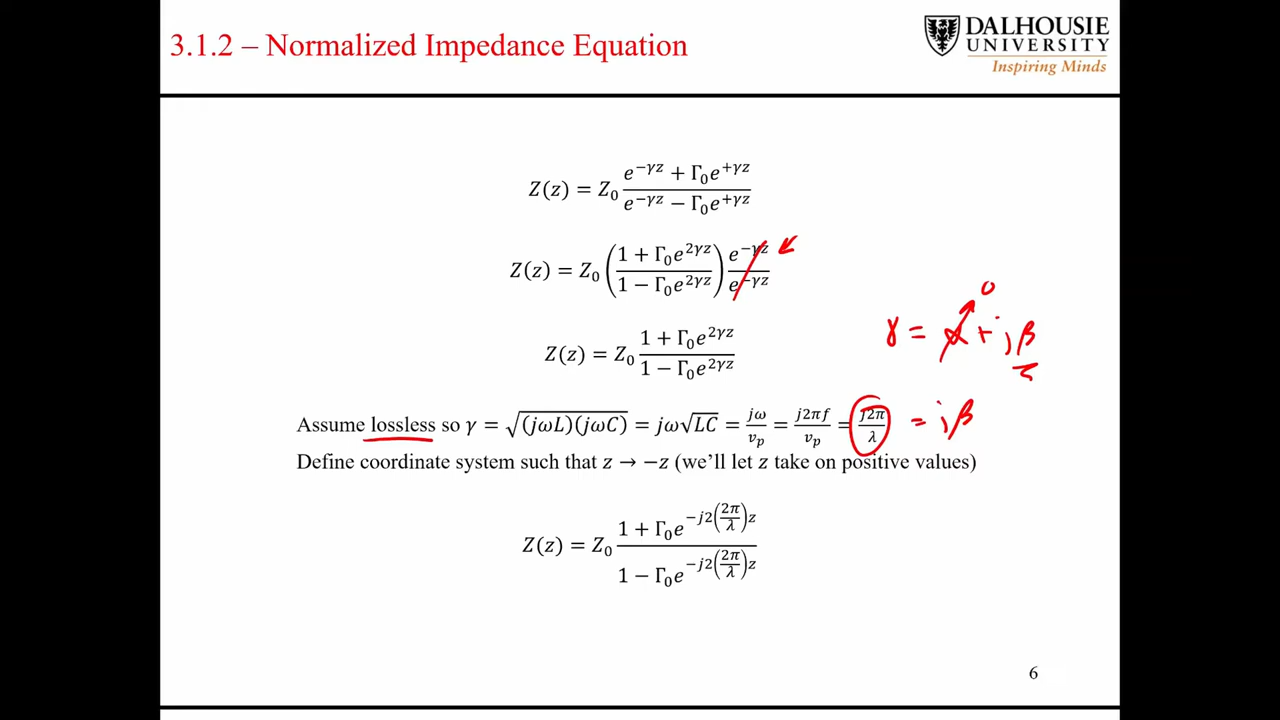 3.1.2 – Normalized Impedance Equation
DALHOUSIE
UNIVERSITY
Inspiring Minds
Z(z) = Z₀ (e^{−γz} + Γ₀e^{+γz}) / (e^{−γz} − Γ₀e^{+γz})
Z(z) = Z₀ ((1 + Γ₀e^{2γz}) / (1 − Γ₀e^{2γz})) e^{−γz} / e^{−γz}
Z(z) = Z₀ (1 + Γ₀e^{2γz}) / (1 − Γ₀e^{2γz})
γ = α + jβ
0
Assume lossless so γ = √((jωL)(jωC)) = jω√LC = jω/v_p = j2πf/v_p = j2π/λ = jβ
Define coordinate system such that z → −z (we’ll let z take on positive values)
Z(z) = Z₀ (1 + Γ₀e^{−j2(2π/λ)z}) / (1 − Γ₀e^{−j2(2π/λ)z})
6